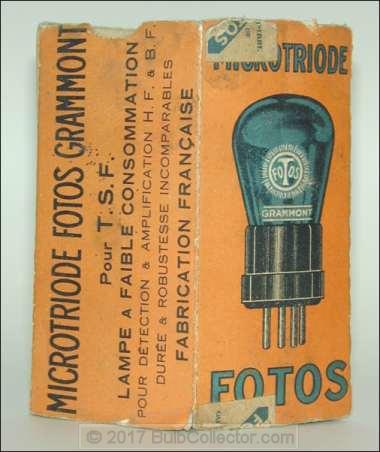 MICROTRIODE FOTOS GRAMMONT
Pour T.S.F.
LAMPE A FAIBLE CONSOMMATION
POUR DÉTECTION & AMPLIFICATION H.F. & B.F.
DURÉE & ROBUSTESSE INCOMPARABLES
FABRICATION FRANÇAISE
MICROTRIODE
FOTOS
GRAMMONT
FOTOS
© 2017 BulbCollector.com